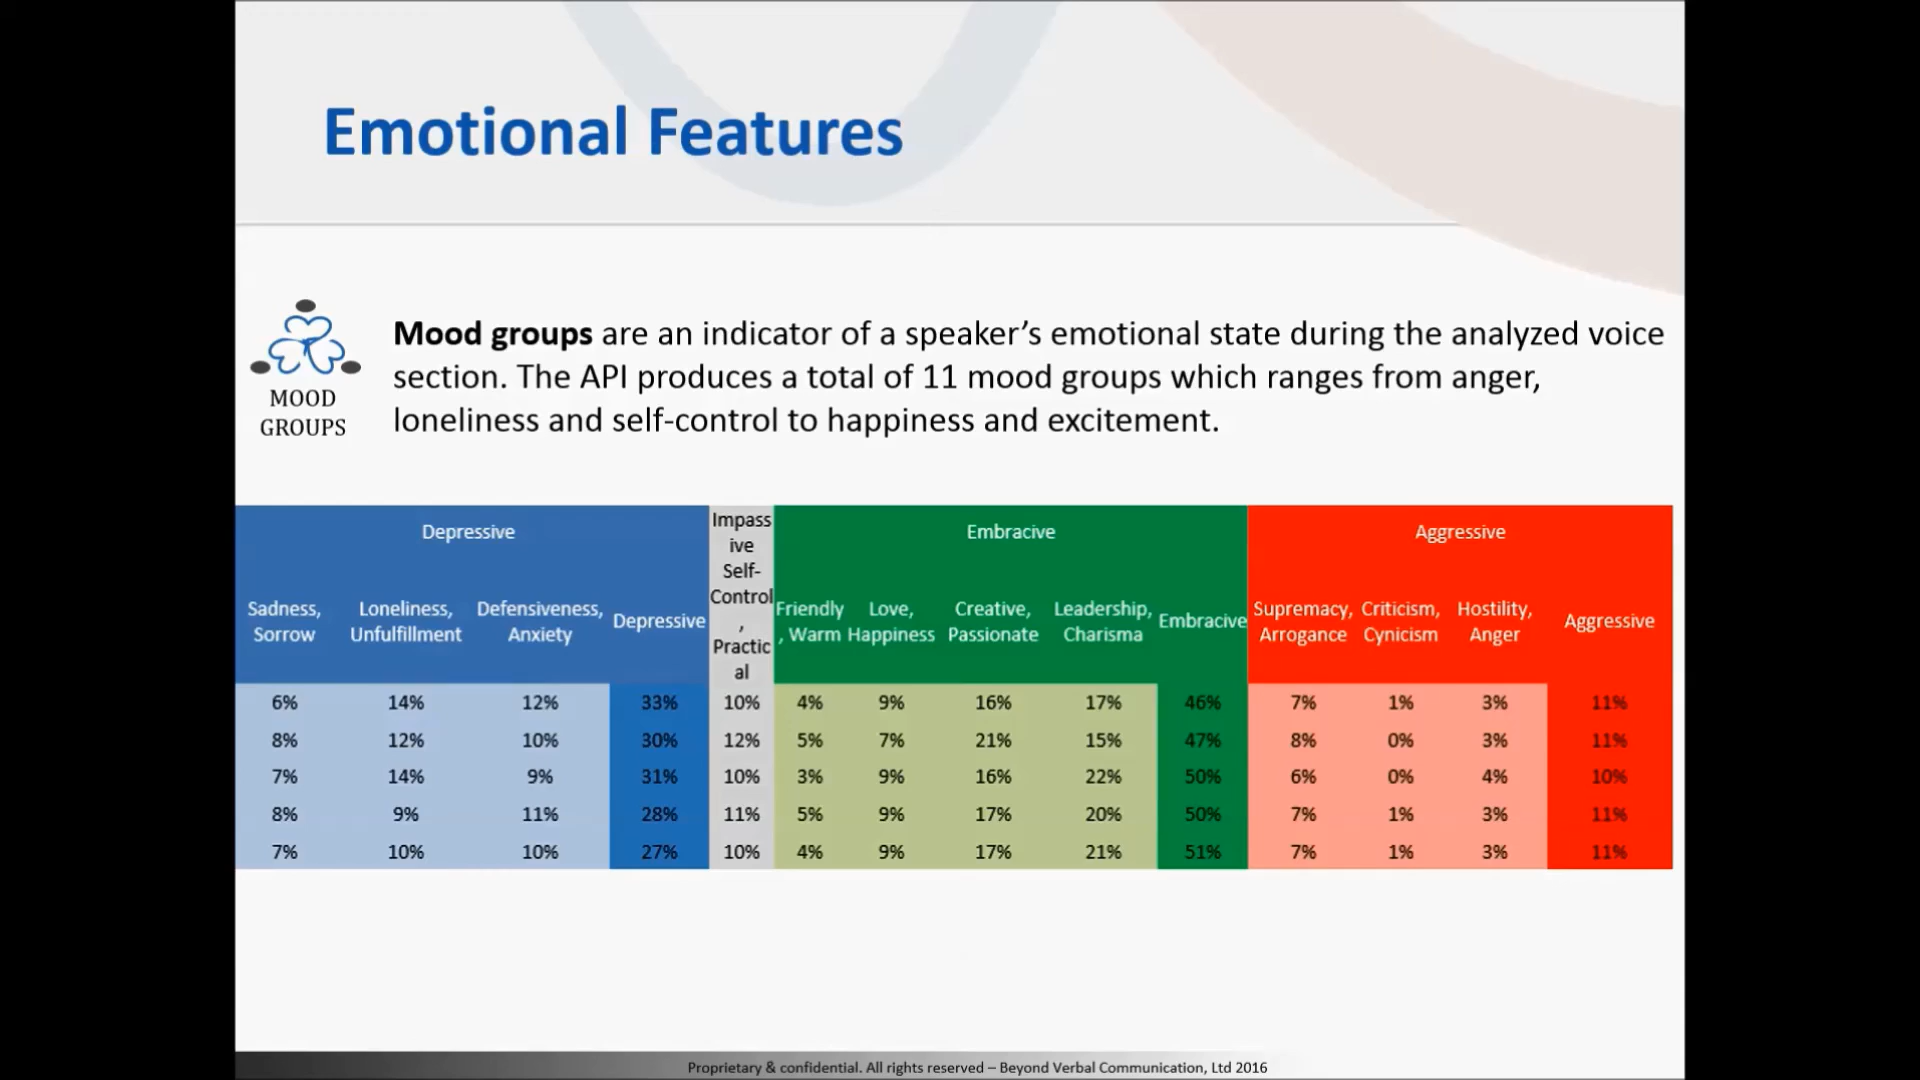 Emotional Features
Mood groups are an indicator of a speaker’s emotional state during the analyzed voice
section. The API produces a total of 11 mood groups which ranges from anger,
loneliness and self-control to happiness and excitement.
MOOD
GROUPS
Depressive
Impass
ive
Self-
Control
,
Practic
al
Embracive
Aggressive
Sadness,
Sorrow
Loneliness,
Unfulfillment
Defensiveness,
Anxiety
Depressive
Friendly
, Warm
Love,
Happiness
Creative,
Passionate
Leadership,
Charisma
Embracive
Supremacy,
Arrogance
Criticism,
Cynicism
Hostility,
Anger
Aggressive
6% 14% 12% 33% 10% 4% 9% 16% 17% 46% 7% 1% 3% 11%
8% 12% 10% 30% 12% 5% 7% 21% 15% 47% 8% 0% 3% 11%
7% 14% 9% 31% 10% 3% 9% 16% 22% 50% 6% 0% 4% 10%
8% 9% 11% 28% 11% 5% 9% 17% 20% 50% 7% 1% 3% 11%
7% 10% 10% 27% 10% 4% 9% 17% 21% 51% 7% 1% 3% 11%
Proprietary & confidential. All rights reserved – Beyond Verbal Communication, Ltd 2016